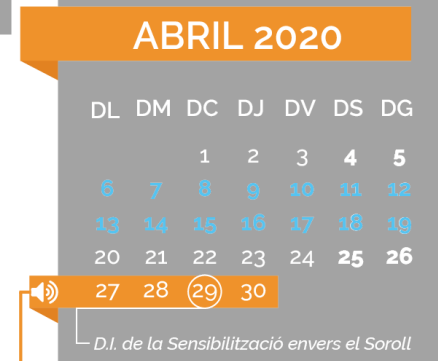 ABRIL 2020
DL DM DC DJ DV DS DG
1 2 3 4 5
6 7 8 9 10 11 12
13 14 15 16 17 18 19
20 21 22 23 24 25 26
27 28 29 30
D.I. de la Sensibilització envers el Soroll